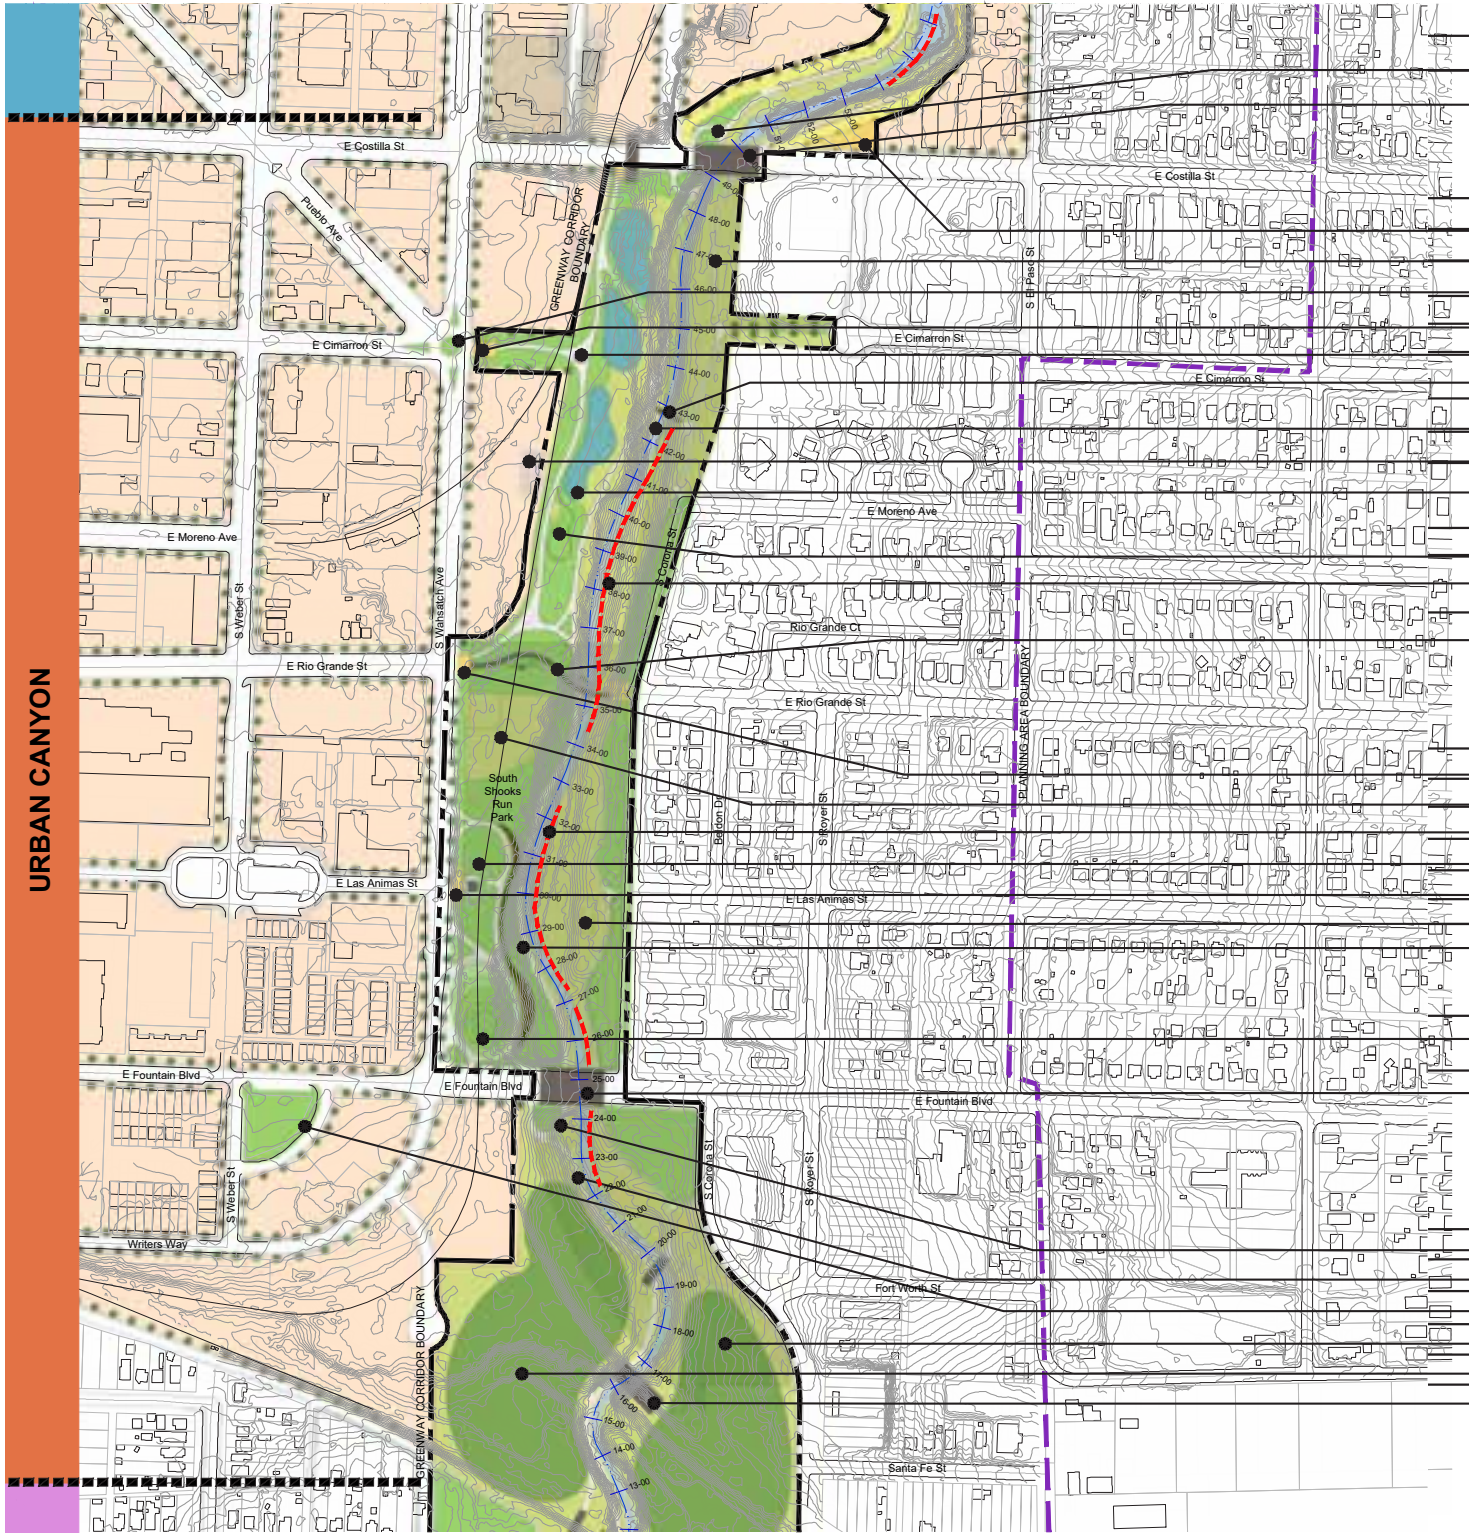 URBAN CANYON
E Costilla St
E Costilla St
Pueblo Ave
GREENWAY CORRIDOR
BOUNDARY
S El Paso St
53-00
52-00
49-00
48-00
46-00
45-00
44-00
43-00
42-00
41-00
40-00
39-00
38-00
37-00
36-00
35-00
34-00
33-00
32-00
31-00
30-00
29-00
28-00
27-00
26-00
25-00
24-00
23-00
22-00
21-00
20-00
19-00
18-00
17-00
16-00
15-00
14-00
13-00
E Cimarron St
E Cimarron St
E Cimarron St
E Moreno Ave
E Moreno Ave
S Corona St
S Weber St
S Wahsatch Ave
Rio Grande Ct
E Rio Grande St
E Rio Grande St
PLANNING AREA BOUNDARY
South
Shooks
Run
Park
Beldon Dr
S Royer St
E Las Animas St
E Las Animas St
E Fountain Blvd
E Fountain Blvd
E Fountain Blvd
S Weber St
S Corona St
S Royer St
Writers Way
Fort Worth St
GREENWAY CORRIDOR BOUNDARY
Santa Fe St